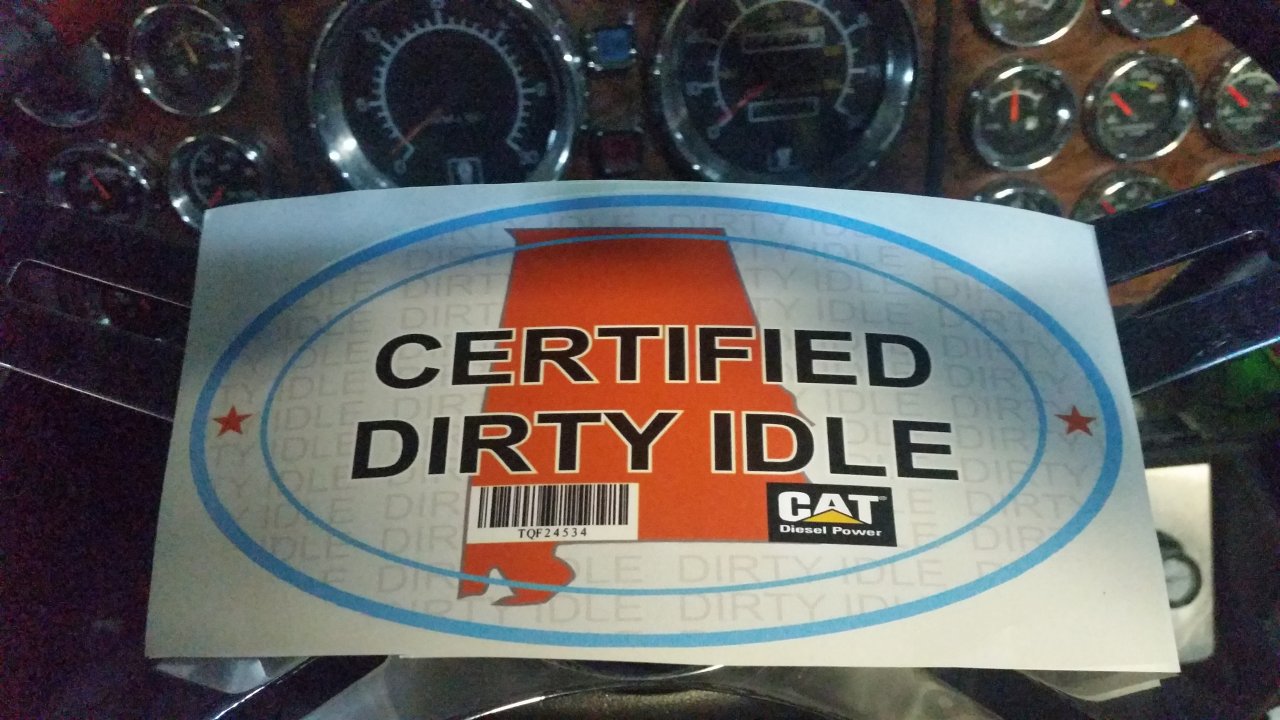 CERTIFIED
DIRTY IDLE
TQF24534
CAT®
Diesel Power